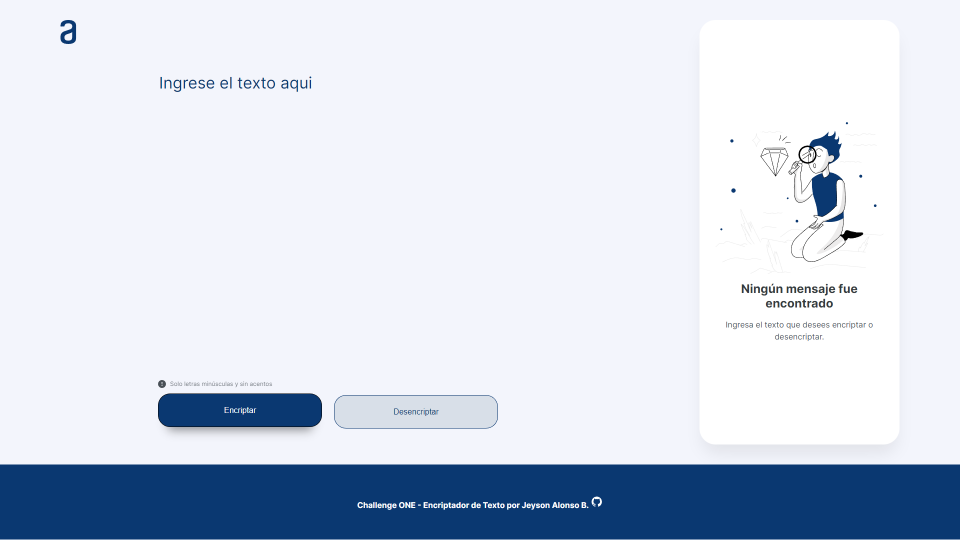 a
Ingrese el texto aqui
Solo letras minúsculas y sin acentos
Encriptar
Desencriptar
Ningún mensaje fue
encontrado
Ingresa el texto que desees encriptar o
desencriptar.
Challenge ONE - Encriptador de Texto por Jeyson Alonso B.